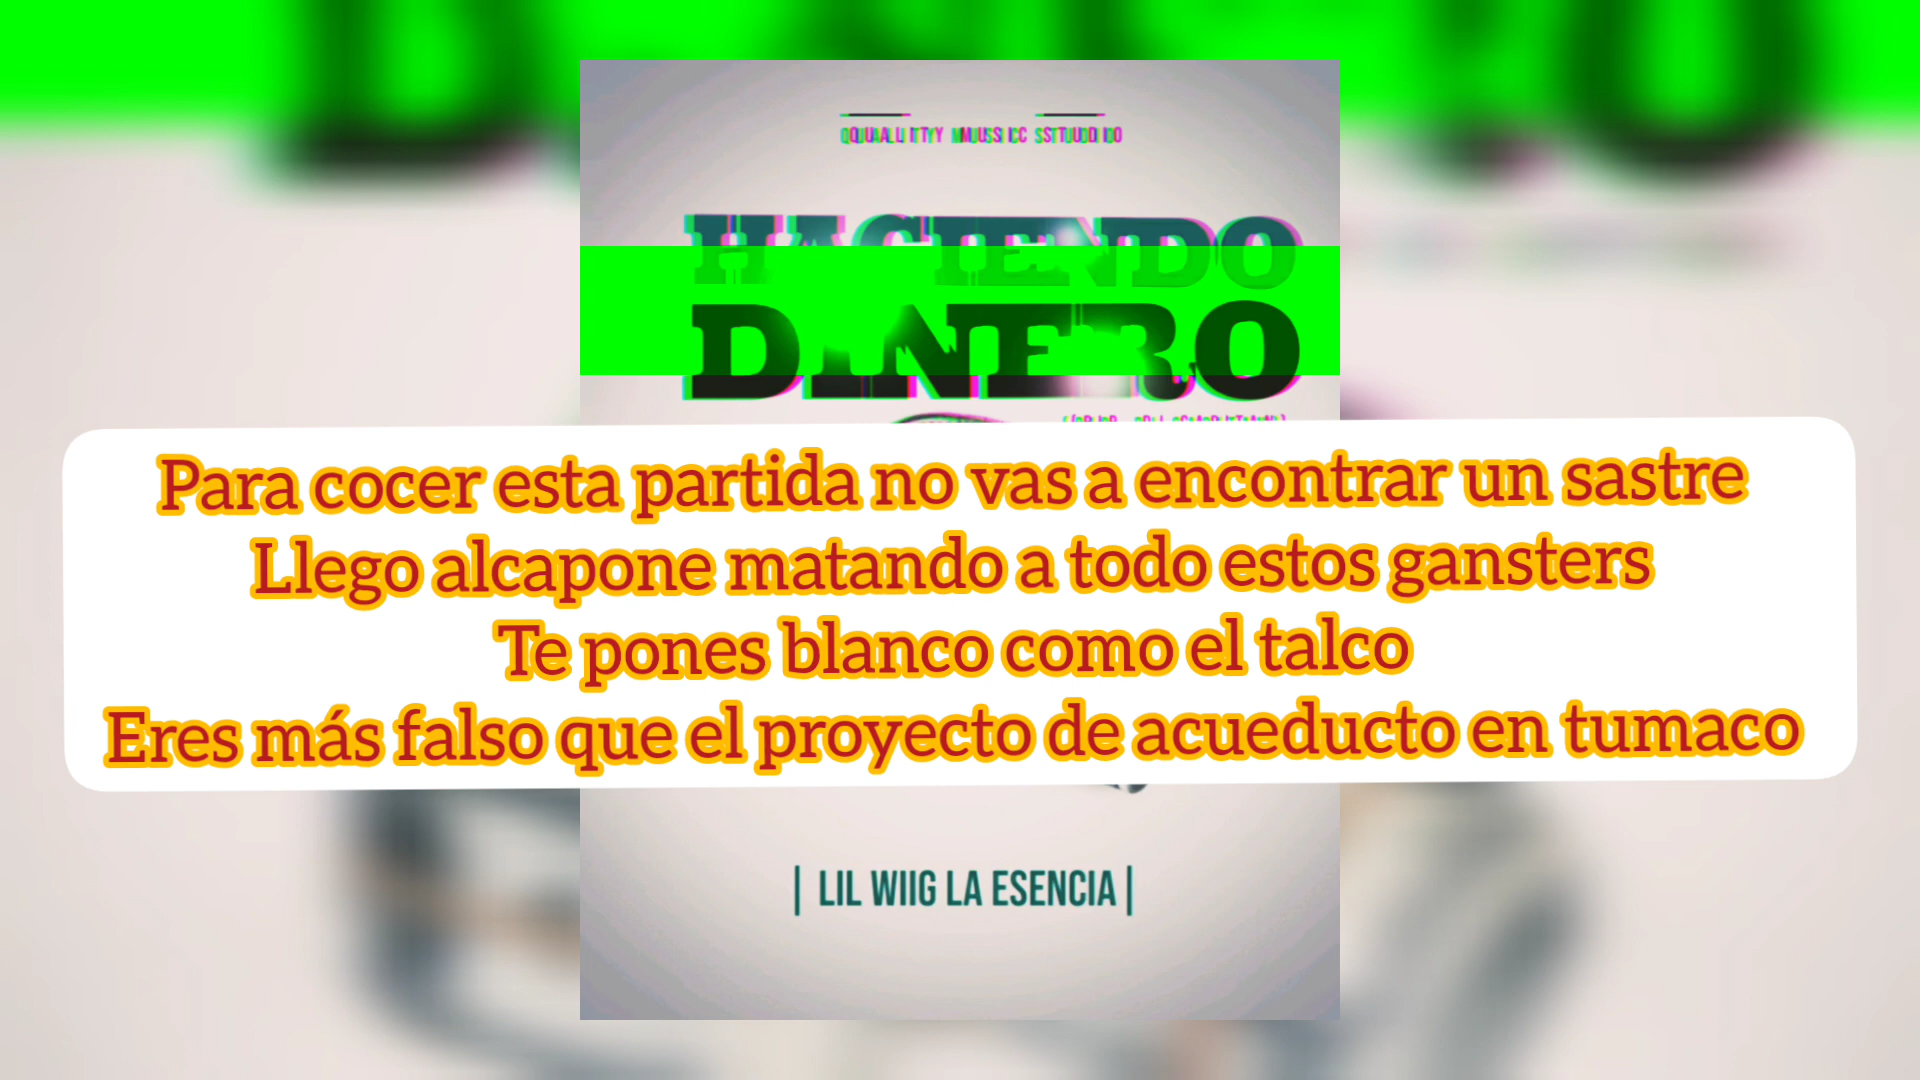 QUALITY MUSIC STUDIO
HACIENDO
DINERO
Para cocer esta partida no vas a encontrar un sastre
Llego alcapone matando a todo estos gansters
Te pones blanco como el talco
Eres más falso que el proyecto de acueducto en tumaco
| LIL WIIG LA ESENCIA |